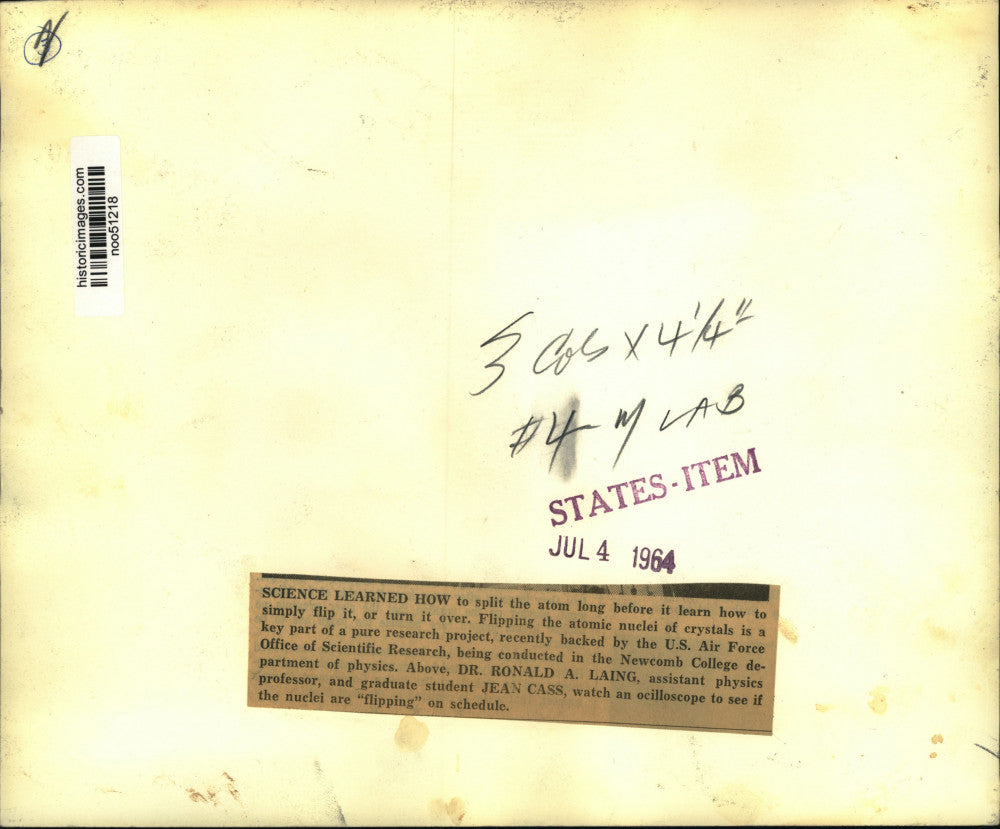 historicimages.com
noo51218
3 Cols x 4 1/4"
#4 M LAB
STATES-ITEM
JUL 4 1964
SCIENCE LEARNED HOW to split the atom long before it learn how to
simply flip it, or turn it over. Flipping the atomic nuclei of crystals is a
key part of a pure research project, recently backed by the U.S. Air Force
Office of Scientific Research, being conducted in the Newcomb College de-
partment of physics. Above, DR. RONALD A. LAING, assistant physics
professor, and graduate student JEAN CASS, watch an ocilloscope to see if
the nuclei are “flipping” on schedule.